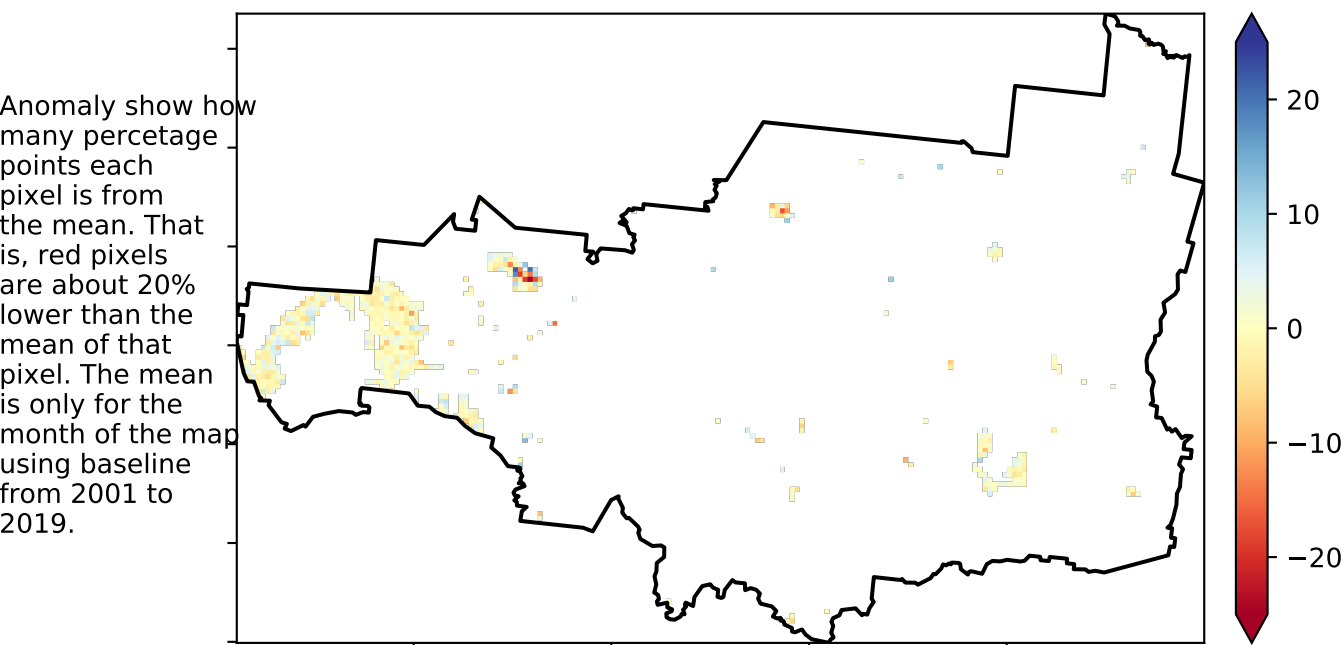 Anomaly show how
many percetage
points each
pixel is from
the mean. That
is, red pixels
are about 20%
lower than the
mean of that
pixel. The mean
is only for the
month of the map
using baseline
from 2001 to
2019.
20
10
0
−10
−20